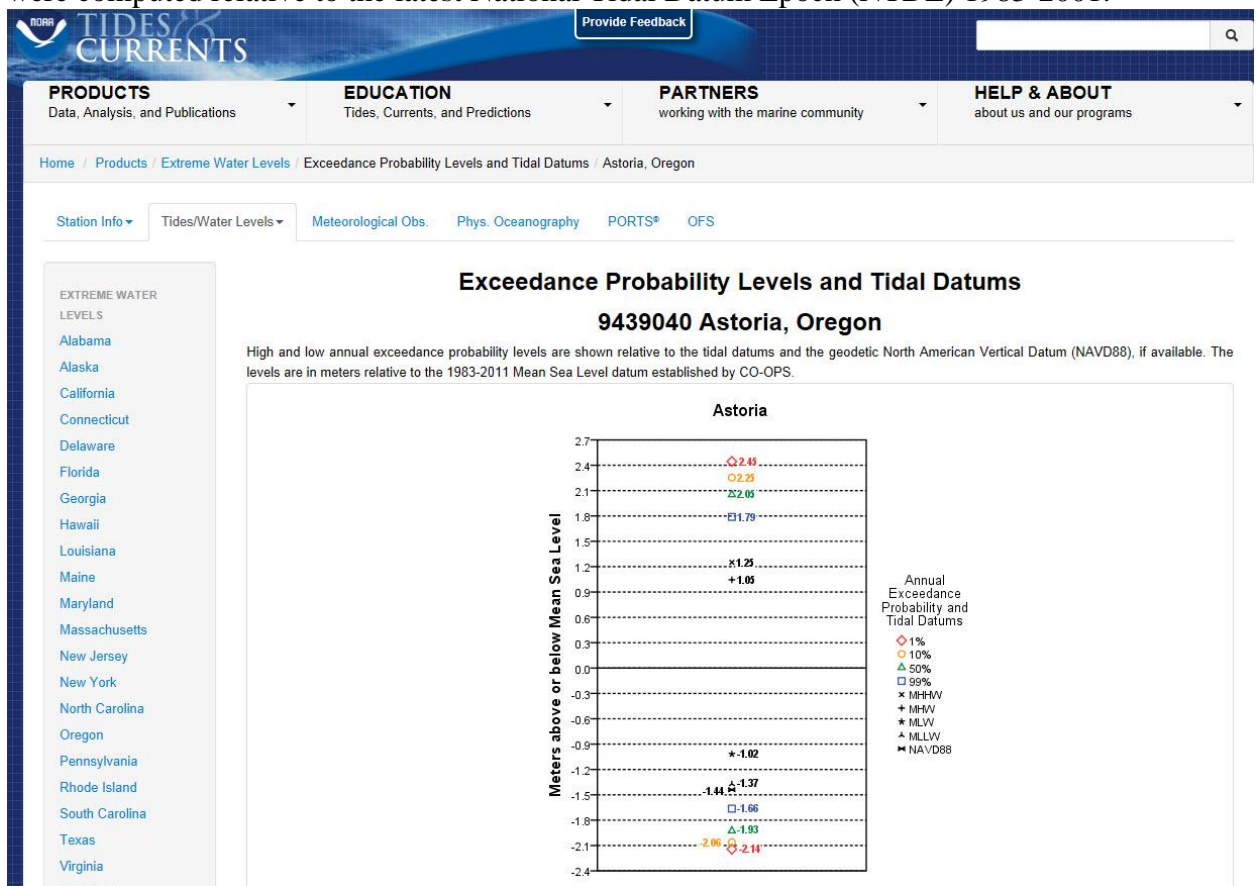 were computed relative to the latest National Tidal Datum Epoch (NTDE) 1983-2001.
NOAA TIDES & CURRENTS
Provide Feedback
PRODUCTS
Data, Analysis, and Publications
EDUCATION
Tides, Currents, and Predictions
PARTNERS
working with the marine community
HELP & ABOUT
about us and our programs
Home / Products / Extreme Water Levels / Exceedance Probability Levels and Tidal Datums / Astoria, Oregon
Station Info Tides/Water Levels Meteorological Obs. Phys. Oceanography PORTS® OFS
EXTREME WATER
LEVELS
Alabama
Alaska
California
Connecticut
Delaware
Florida
Georgia
Hawaii
Louisiana
Maine
Maryland
Massachusetts
New Jersey
New York
North Carolina
Oregon
Pennsylvania
Rhode Island
South Carolina
Texas
Virginia
Exceedance Probability Levels and Tidal Datums
9439040 Astoria, Oregon
High and low annual exceedance probability levels are shown relative to the tidal datums and the geodetic North American Vertical Datum (NAVD88), if available. The
levels are in meters relative to the 1983-2011 Mean Sea Level datum established by CO-OPS.
Astoria
Meters above or below Mean Sea Level
2.7
2.4
2.1
1.8
1.5
1.2
0.9
0.6
0.3
0.0
-0.3
-0.6
-0.9
-1.2
-1.5
-1.8
-2.1
-2.4
2.45
2.25
2.05
1.79
1.25
1.05
-1.02
-1.37
-1.44
-1.66
-1.93
-2.06
-2.14
Annual
Exceedance
Probability and
Tidal Datums
1%
10%
50%
99%
MHHW
MHW
MLW
MLLW
NAVD88